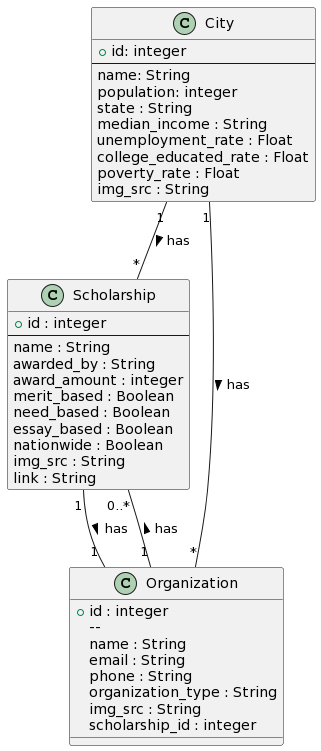 C City
id: integer
name: String
population: integer
state : String
median_income : String
unemployment_rate : Float
college_educated_rate : Float
poverty_rate : Float
img_src : String
1 1
has
*
C Scholarship
id : integer
name : String
awarded_by : String
award_amount : integer
merit_based : Boolean
need_based : Boolean
essay_based : Boolean
nationwide : Boolean
img_src : String
link : String
has
1 0..*
has has
1 1 *
C Organization
id : integer
--
name : String
email : String
phone : String
organization_type : String
img_src : String
scholarship_id : integer